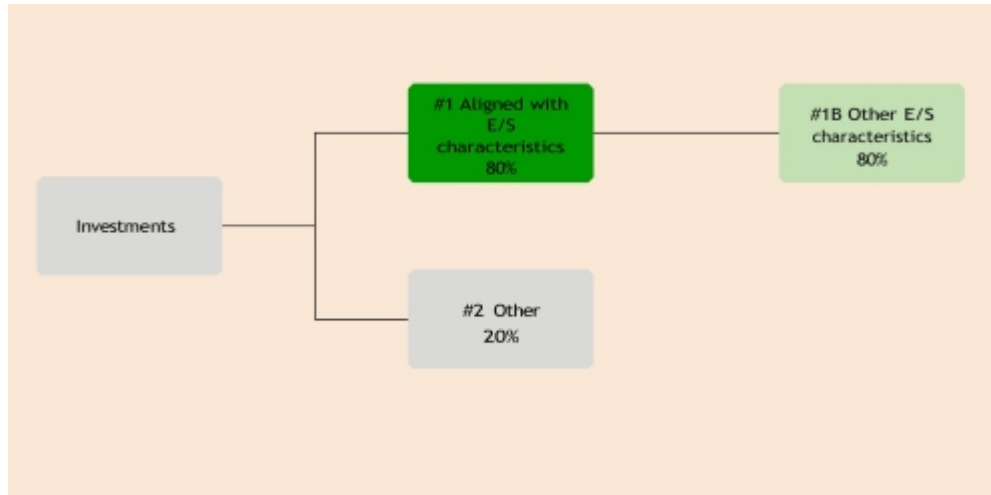 #1 Aligned with
E/S
characteristics
80%
#1B Other E/S
characteristics
80%
Investments
#2 Other
20%